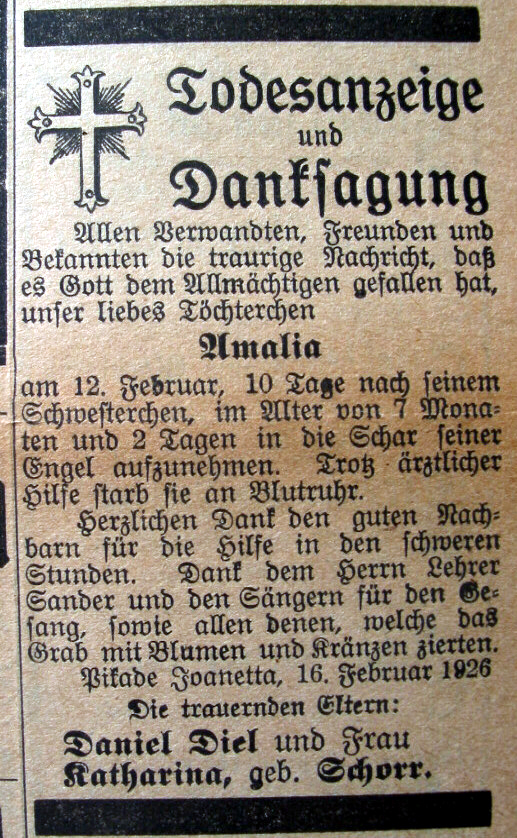 Todesanzeige
und
Dankſagung
Allen Verwandten, Freunden und
Bekannten die traurige Nachricht, daß
es Gott dem Allmächtigen gefallen hat,
unſer liebes Töchterchen
Amalia
am 12. Februar, 10 Tage nach ſeinem
Schweſterchen, im Alter von 7 Mona-
ten und 2 Tagen in die Schar ſeiner
Engel aufzunehmen. Trotz ärztlicher
Hilfe ſtarb ſie an Blutruhr.
Herzlichen Dank den guten Nach-
barn für die Hilfe in den ſchweren
Stunden. Dank dem Herrn Lehrer
Sander und den Sängern für den Ge-
ſang, ſowie allen denen, welche das
Grab mit Blumen und Kränzen zierten.
Pikade Joanetta, 16. Februar 1926
Die trauernden Eltern:
Daniel Diel und Frau
Katharina, geb. Schorr.